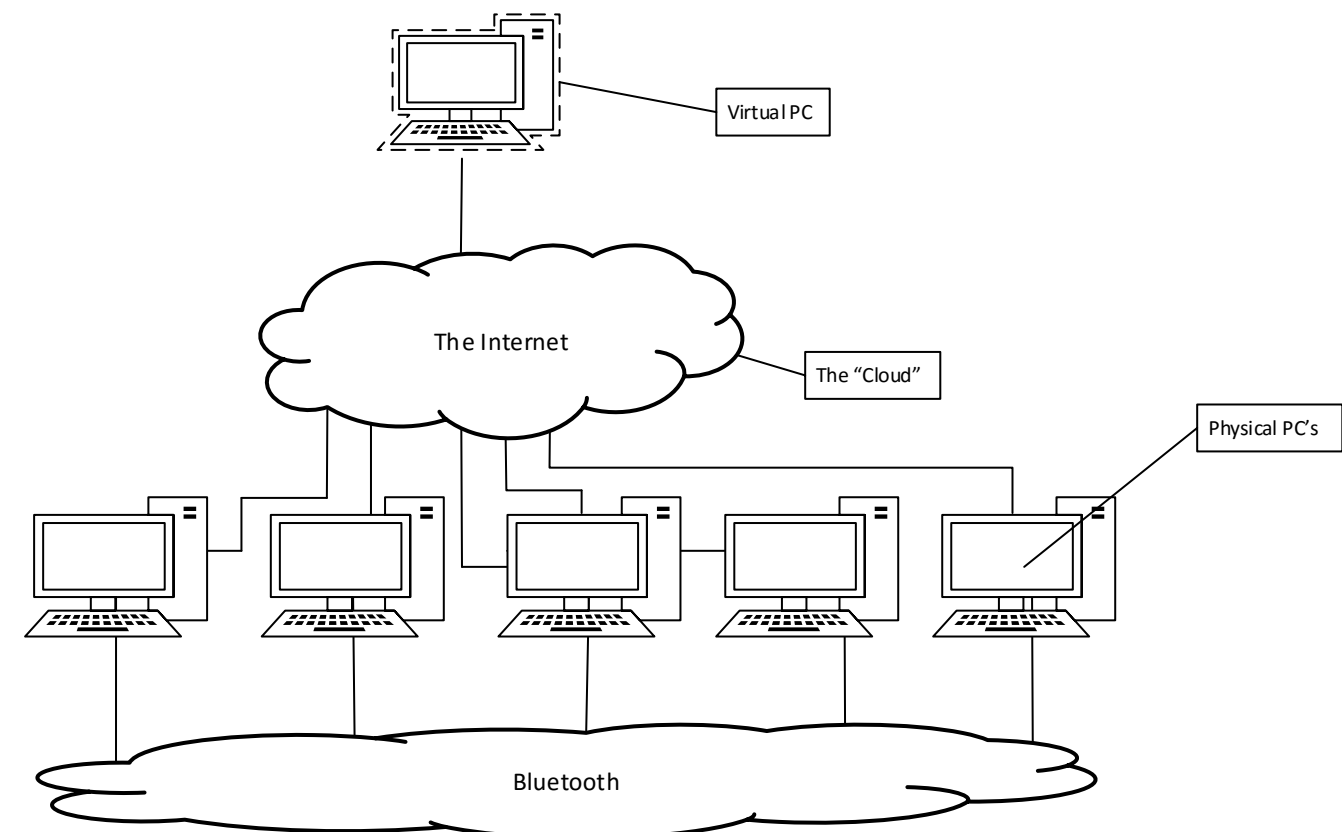 Virtual PC
The Internet
The “Cloud”
Physical PC’s
Bluetooth